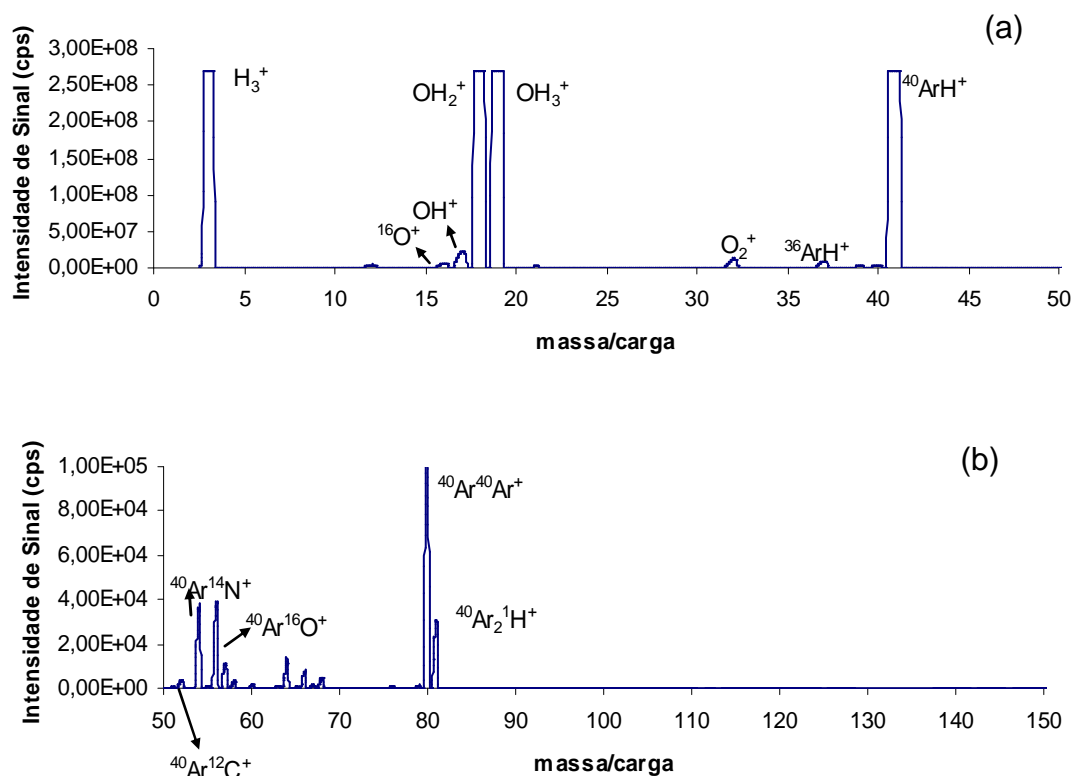 (a)
Intensidade de Sinal (cps)
3,00E+08
2,50E+08
2,00E+08
1,50E+08
1,00E+08
5,00E+07
0,00E+00
H₃⁺
OH₂⁺
OH₃⁺
⁴⁰ArH⁺
OH⁺
¹⁶O⁺
O₂⁺
³⁶ArH⁺
0 5 10 15 20 25 30 35 40 45 50
massa/carga
(b)
Intensidade de Sinal (cps)
1,00E+05
8,00E+04
6,00E+04
4,00E+04
2,00E+04
0,00E+00
⁴⁰Ar⁴⁰Ar⁺
⁴⁰Ar¹⁴N⁺
⁴⁰Ar¹⁶O⁺
⁴⁰Ar₂¹H⁺
50 60 70 80 90 100 110 120 130 140 150
⁴⁰Ar¹²C⁺
massa/carga